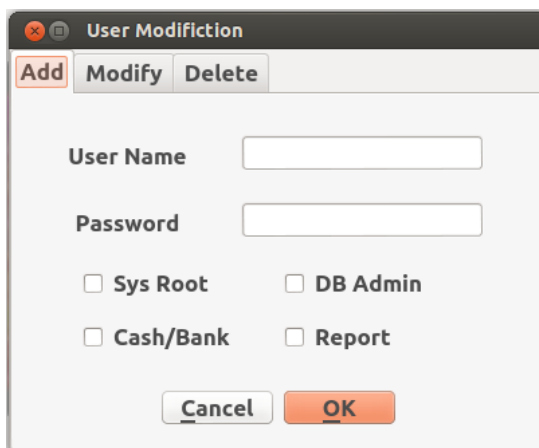 User Modifiction
Add Modify Delete
User Name
Password
Sys Root DB Admin
Cash/Bank Report
Cancel OK